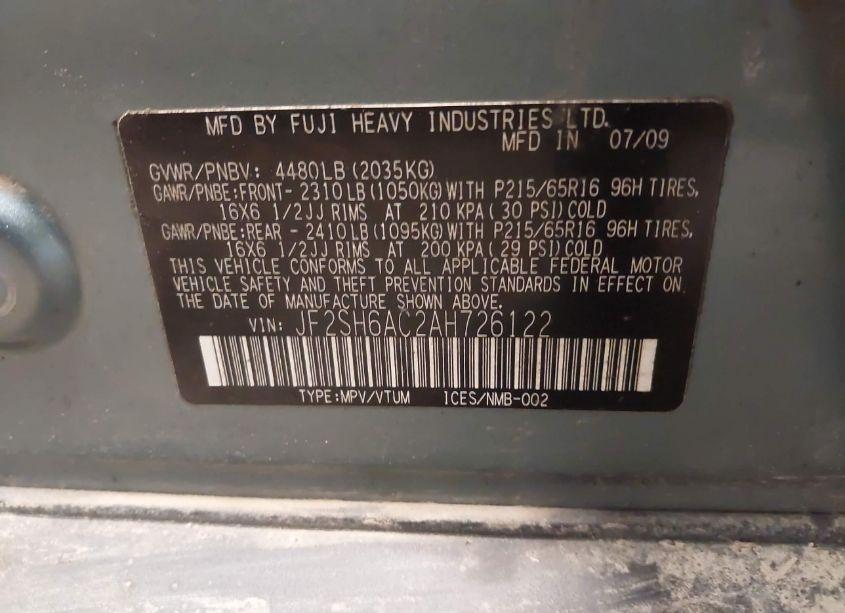 MFD BY FUJI HEAVY INDUSTRIES LTD.
MFD IN 07/09
GVWR/PNBV: 4480LB (2035KG)
GAWR/PNBE:FRONT- 2310LB (1050KG)WITH P215/65R16 96H TIRES,
16X6 1/2JJ RIMS AT 210 KPA( 30 PSI)COLD
GAWR/PNBE:REAR - 2410LB (1095KG)WITH P215/65R16 96H TIRES,
16X6 1/2JJ RIMS AT 200 KPA( 29 PSI)COLD
THIS VEHICLE CONFORMS TO ALL APPLICABLE FEDERAL MOTOR
VEHICLE SAFETY AND THEFT PREVENTION STANDARDS IN EFFECT ON
THE DATE OF MANUFACTURE SHOWN ABOVE.
VIN: JF2SH6AC2AH726122
TYPE:MPV/VTUM ICES/NMB-002